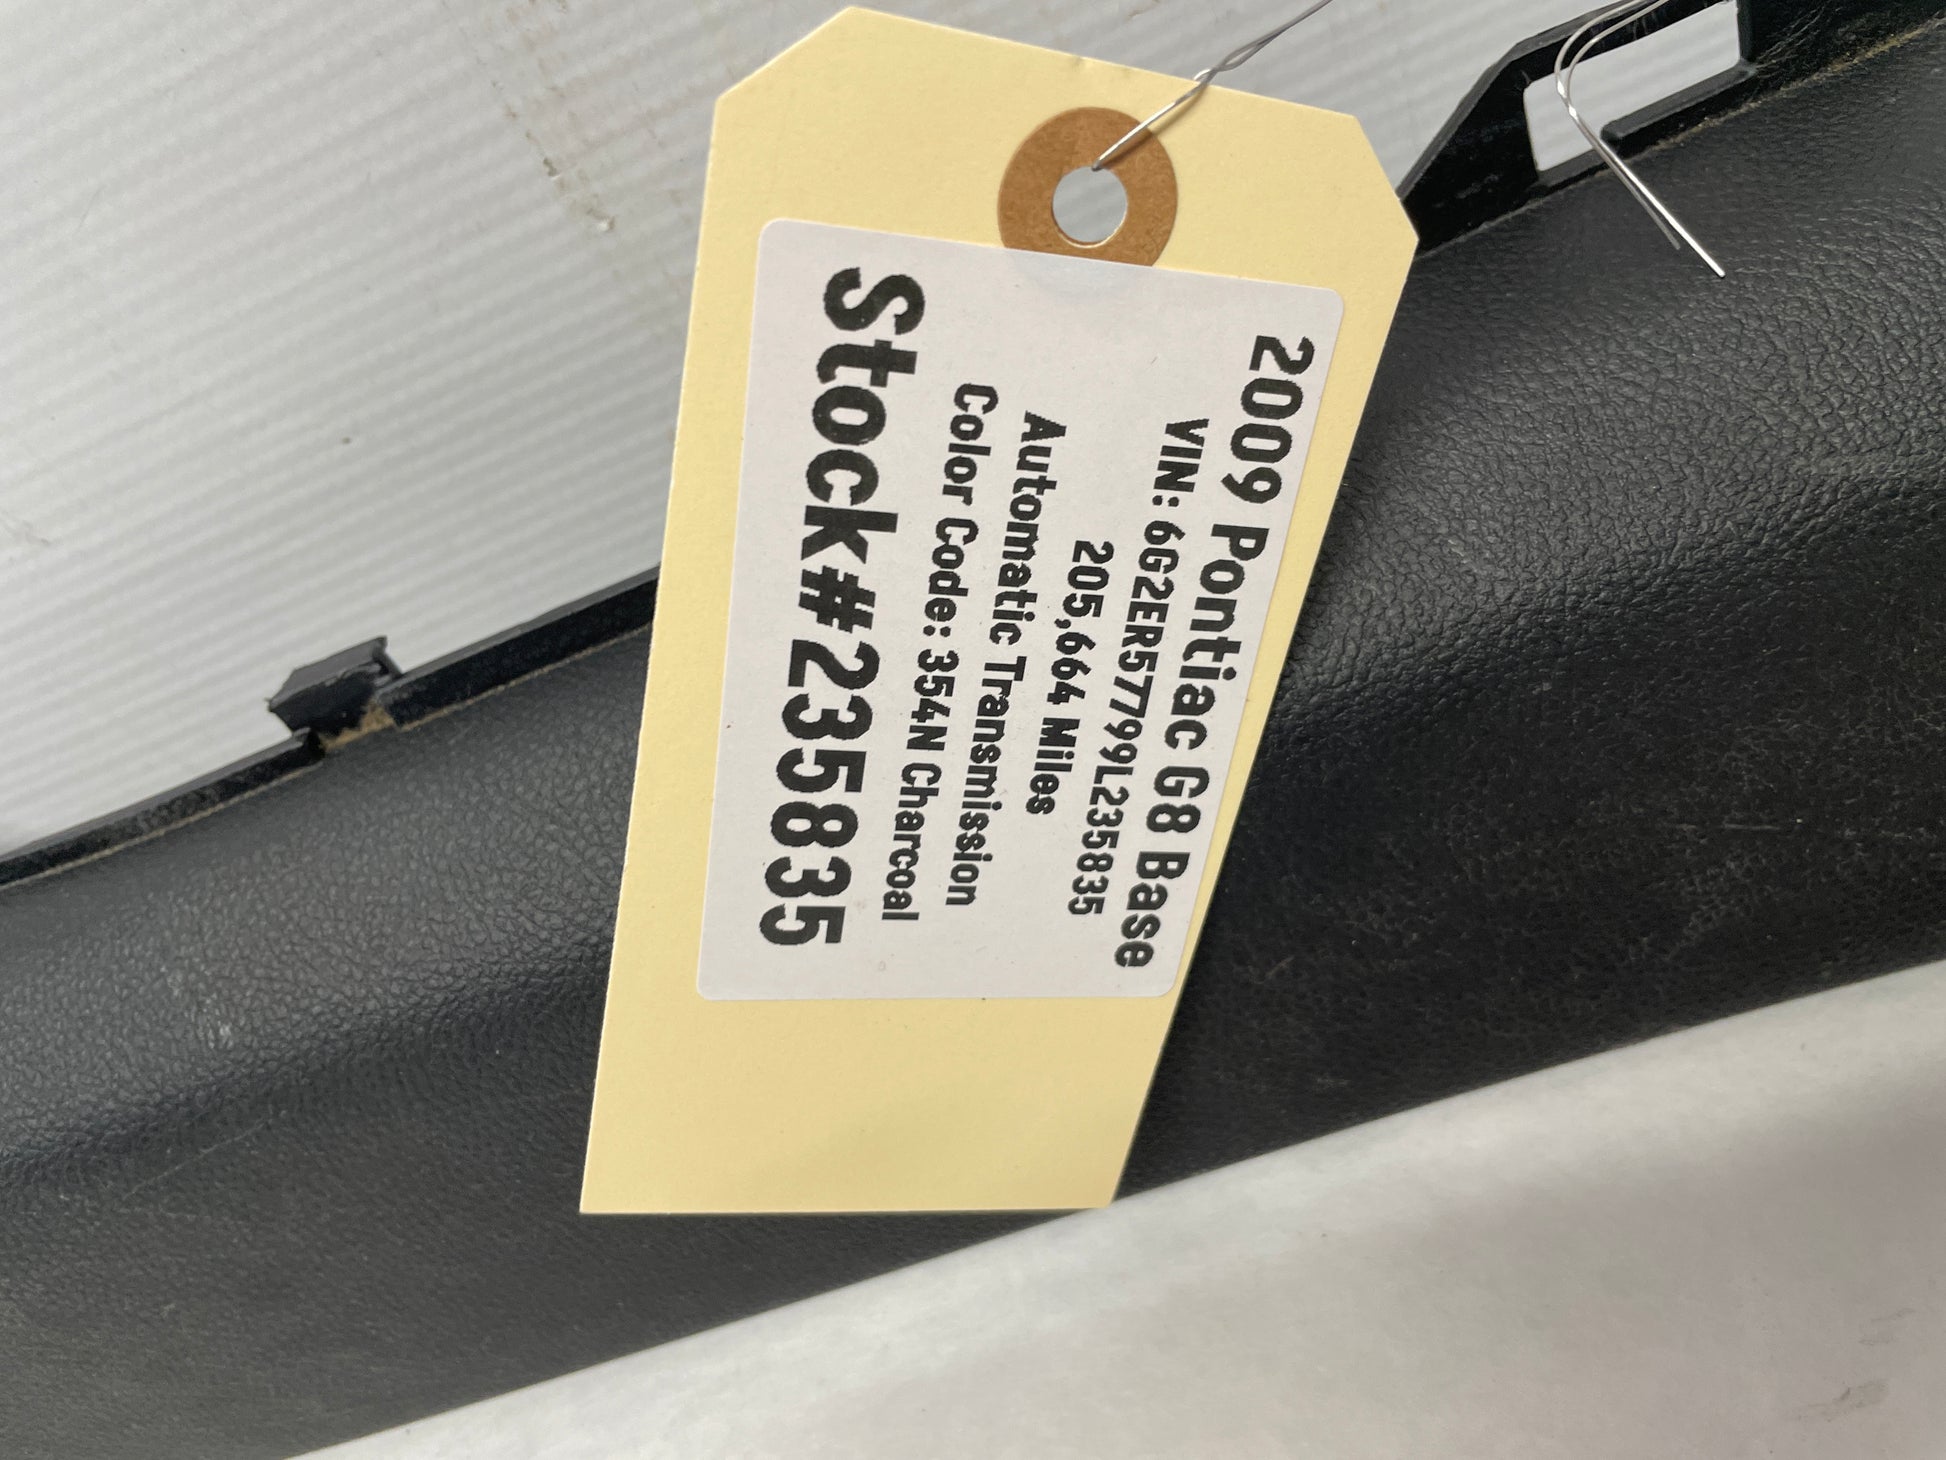 2009 Pontiac G8 Base
VIN: 6G2ER57799L235835
205,664 Miles
Automatic Transmission
Color Code: 354N Charcoal
Stock#235835